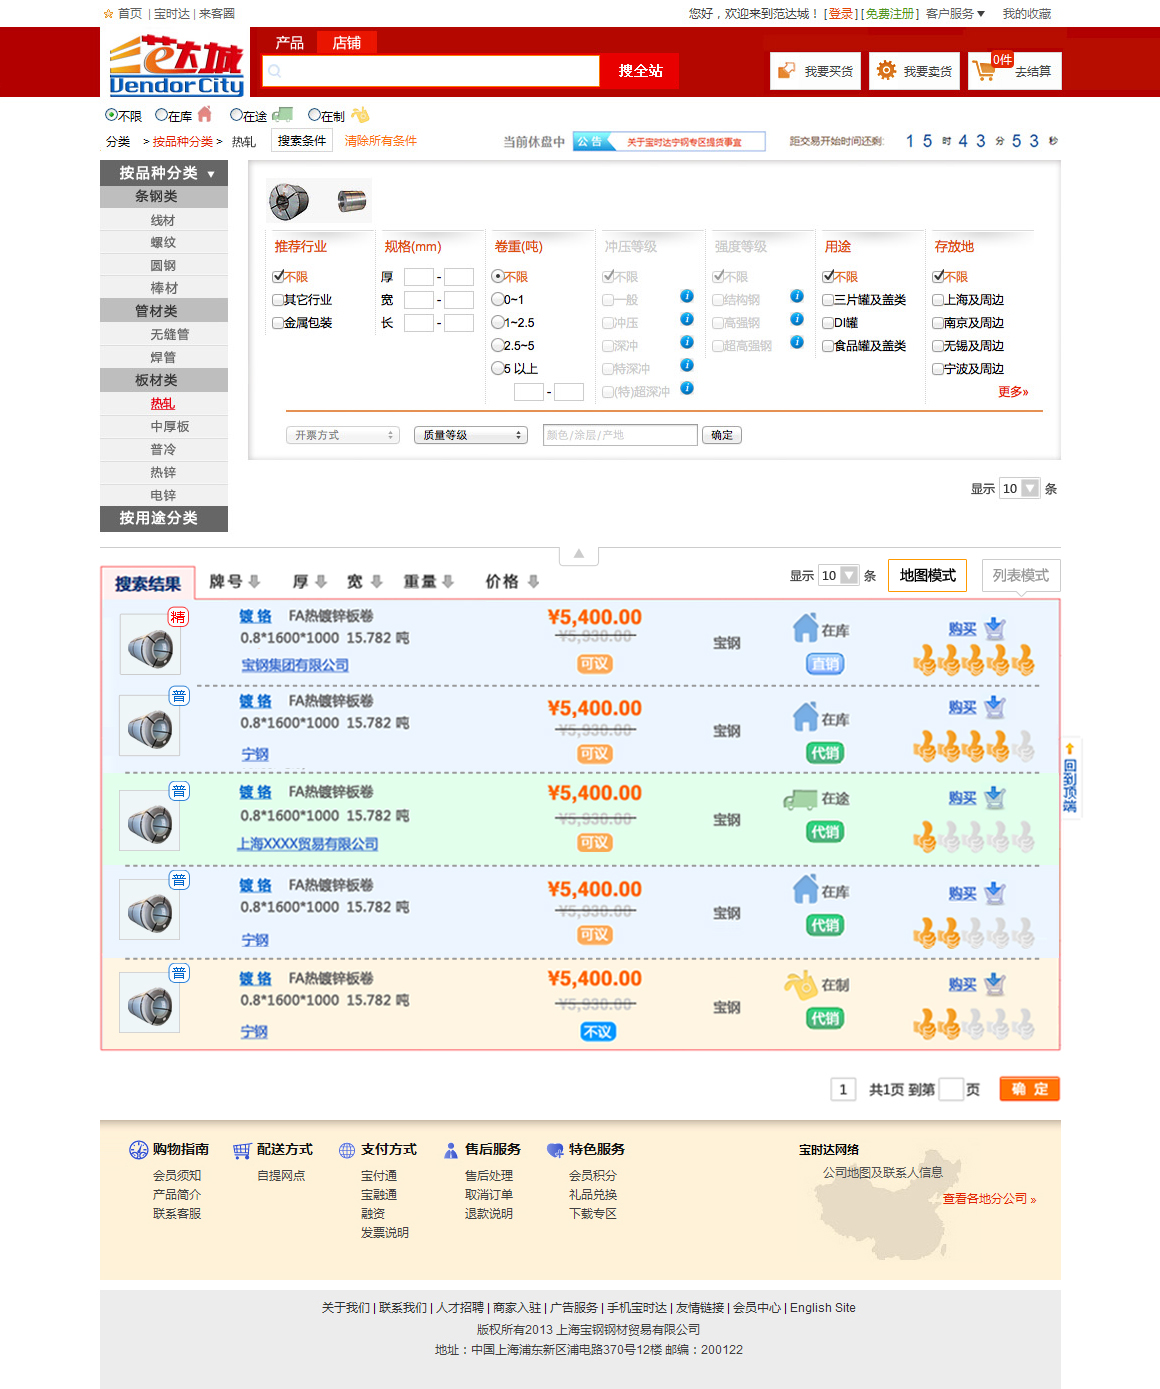 首页 | 宝时达 | 来客圈
您好，欢迎来到范达城！ [登录] [免费注册] 客户服务 我的收藏
范达城
VendorCity
产品 店铺
搜全站
我要买货 我要卖货 0件 去结算
不限 在库 在途 在制
分类 > 按品种分类 > 热轧 搜索条件 清除所有条件
当前休盘中 公告 关于宝时达宁钢专区提货事宜 距交易开始时间还剩: 15 时 43 分 53 秒
按品种分类
条钢类
线材
螺纹
圆钢
棒材
管材类
无缝管
焊管
板材类
热轧
中厚板
普冷
热锌
电锌
按用途分类
推荐行业 规格(mm) 卷重(吨) 冲压等级 强度等级 用途 存放地
不限 厚 - 不限 不限 不限 不限 不限
其它行业 宽 - 0~1 一般 结构钢 三片罐及盖类 上海及周边
金属包装 长 - 1~2.5 冲压 高强钢 DI罐 南京及周边
2.5~5 深冲 超高强钢 食品罐及盖类 无锡及周边
5 以上 特深冲 宁波及周边
- (特)超深冲 更多»
开票方式 质量等级 颜色/涂层/产地 确定
显示 10 条
搜索结果 牌号 厚 宽 重量 价格 显示 10 条 地图模式 列表模式
精 镀 铬 FA热镀锌板卷 ¥5,400.00
0.8*1600*1000 15.782 吨 ¥5,930.00 宝钢 在库 购买
宝钢集团有限公司 可议 直销
普 镀 铬 FA热镀锌板卷 ¥5,400.00
0.8*1600*1000 15.782 吨 ¥5,930.00 宝钢 在库 购买
宁钢 可议 代销
普 镀 铬 FA热镀锌板卷 ¥5,400.00
0.8*1600*1000 15.782 吨 ¥5,930.00 宝钢 在途 购买
上海XXXX贸易有限公司 可议 代销
普 镀 铬 FA热镀锌板卷 ¥5,400.00
0.8*1600*1000 15.782 吨 ¥5,930.00 宝钢 在库 购买
宁钢 可议 代销
普 镀 铬 FA热镀锌板卷 ¥5,400.00
0.8*1600*1000 15.782 吨 ¥5,930.00 宝钢 在制 购买
宁钢 不议 代销
回到顶端
1 共1页 到第 页 确 定
购物指南 配送方式 支付方式 售后服务 特色服务 宝时达网络
会员须知 自提网点 宝付通 售后处理 会员积分 公司地图及联系人信息
产品简介 宝融通 取消订单 礼品兑换 查看各地分公司 »
联系客服 融资 退款说明 下载专区
发票说明
关于我们 | 联系我们 | 人才招聘 | 商家入驻 | 广告服务 | 手机宝时达 | 友情链接 | 会员中心 | English Site
版权所有2013 上海宝钢钢材贸易有限公司
地址：中国上海浦东新区浦电路370号12楼 邮编：200122